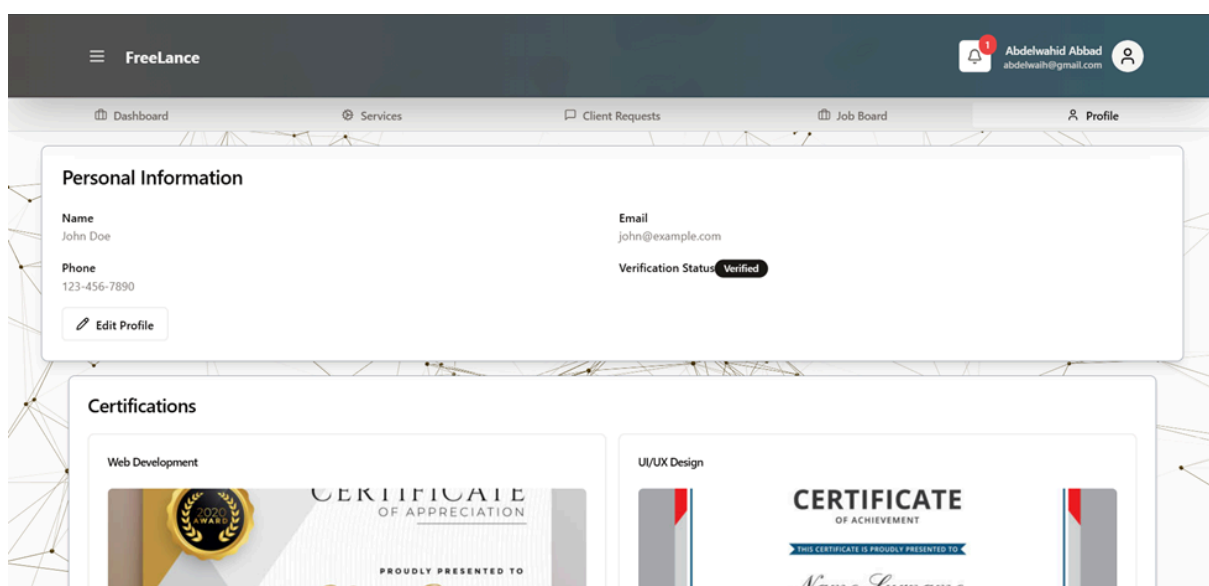 FreeLance
1
Abdelwahid Abbad
abdelwaih@gmail.com
Dashboard Services Client Requests Job Board Profile
Personal Information
Name Email
John Doe john@example.com
Phone Verification Status Verified
123-456-7890
Edit Profile
Certifications
Web Development UI/UX Design
2020
AWARD
CERTIFICATE
OF APPRECIATION
PROUDLY PRESENTED TO
CERTIFICATE
OF ACHIEVEMENT
THIS CERTIFICATE IS PROUDLY PRESENTED TO
Name Surname